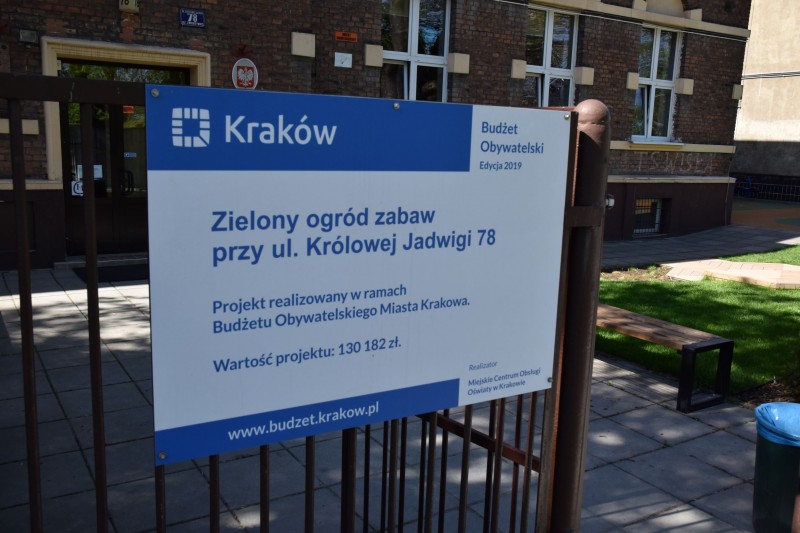 78
Kraków
Budżet
Obywatelski
Edycja 2019
Zielony ogród zabaw
przy ul. Królowej Jadwigi 78
Projekt realizowany w ramach
Budżetu Obywatelskiego Miasta Krakowa.
Wartość projektu: 130 182 zł.
Realizator
Miejskie Centrum Obsługi
Oświaty w Krakowie
www.budzet.krakow.pl